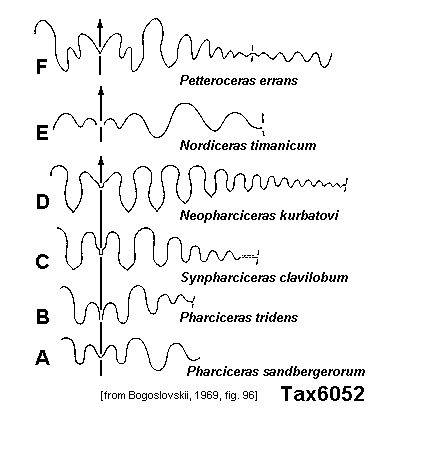 F
Petteroceras errans
E
Nordiceras timanicum
D
Neopharciceras kurbatovi
C
Synpharciceras clavilobum
B
Pharciceras tridens
A
Pharciceras sandbergerorum
[from Bogoslovskii, 1969, fig. 96] Tax6052